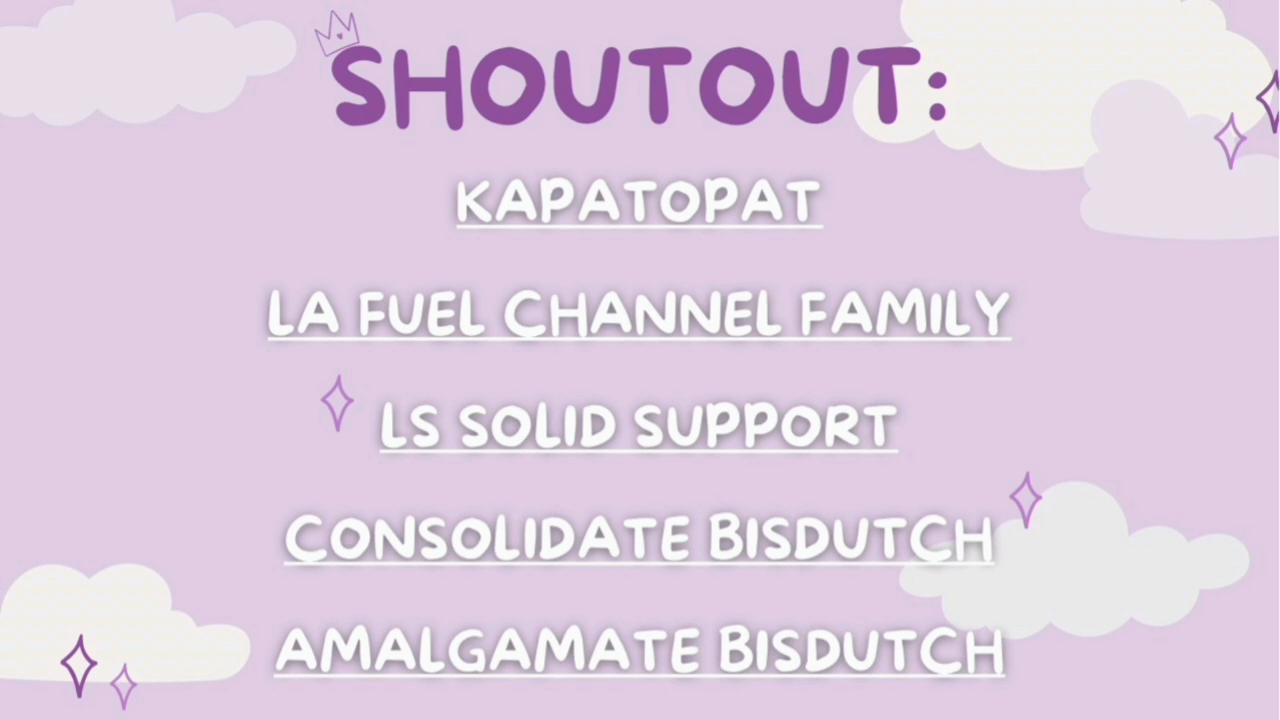 SHOUTOUT:
KAPATOPAT
LA FUEL CHANNEL FAMILY
LS SOLID SUPPORT
CONSOLIDATE BISDUTCH
AMALGAMATE BISDUTCH